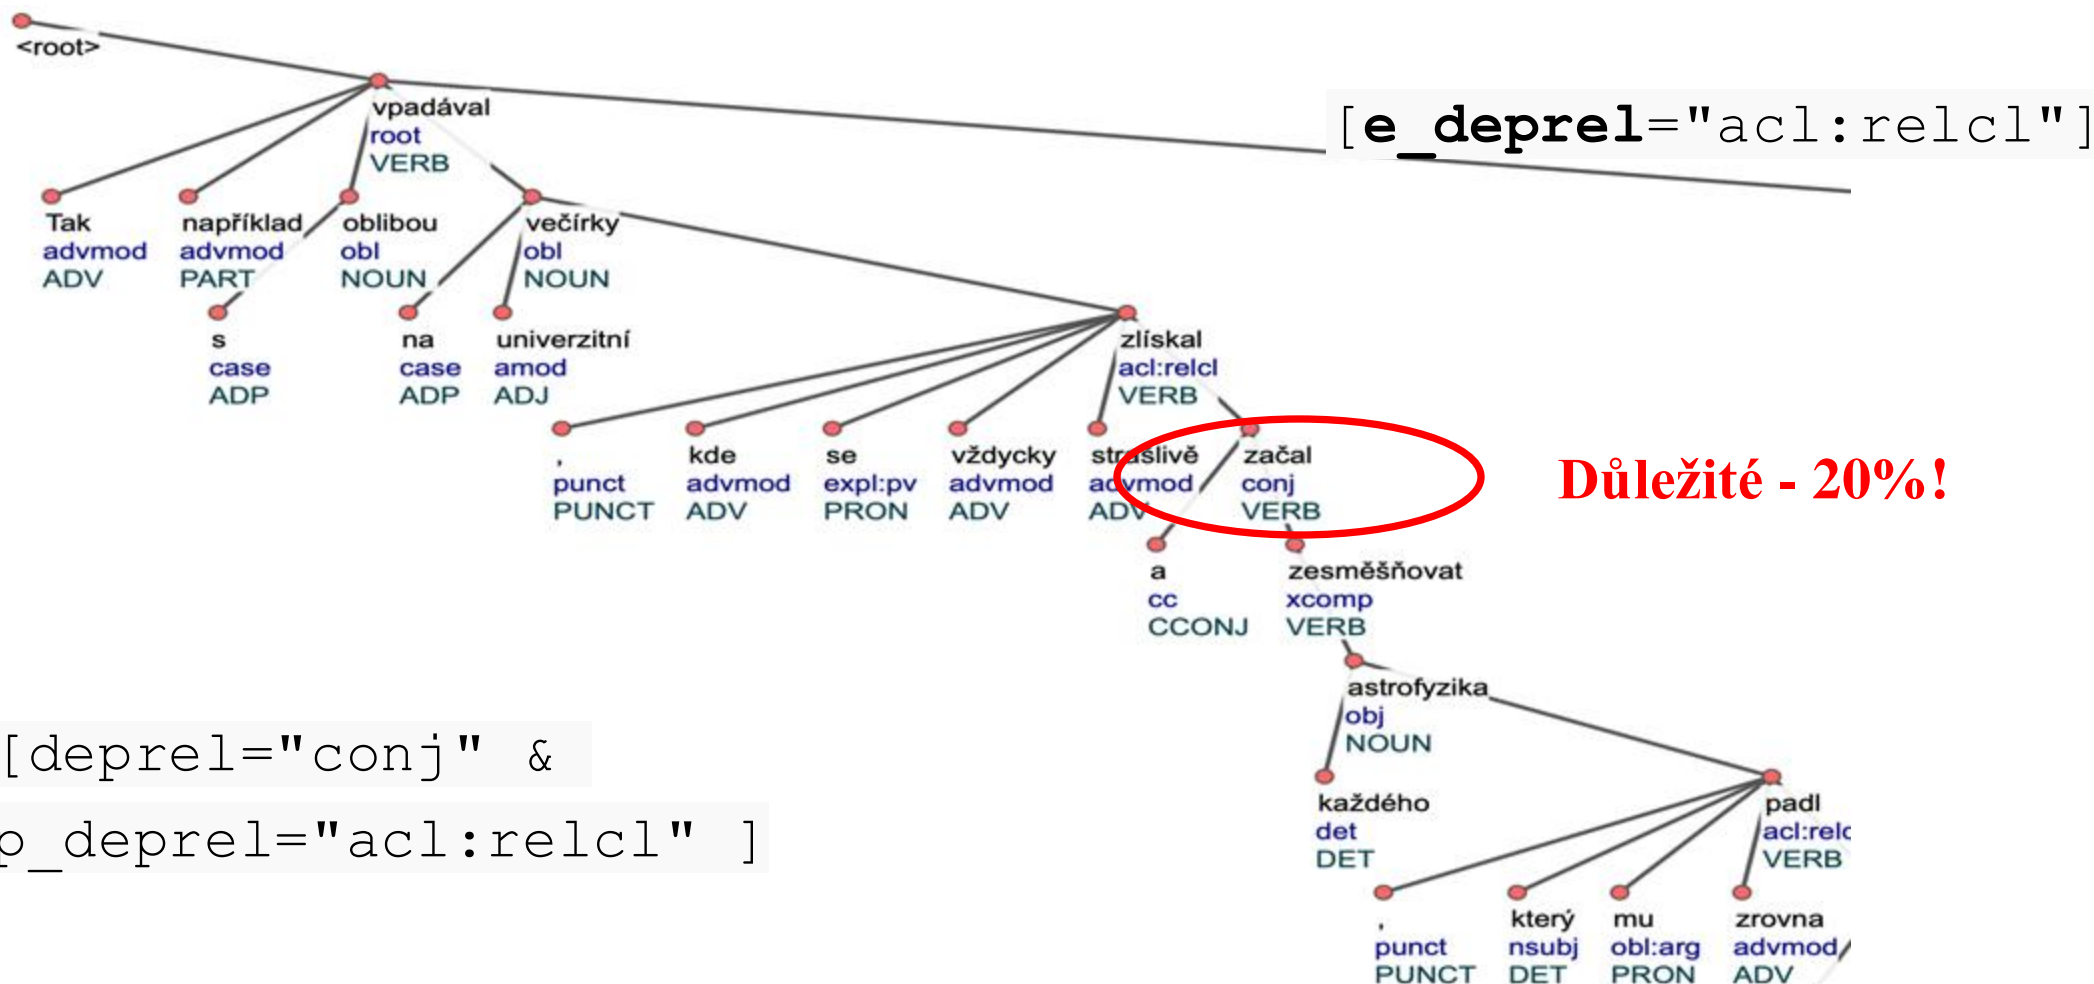 <root>
vpadával
root
VERB
[e_deprel="acl:relcl"]
Tak například oblibou večírky
advmod advmod obl obl
ADV PART NOUN NOUN
s na univerzitní zlískal
case case amod acl:relcl
ADP ADP ADJ VERB
, kde se vždycky strašlivě začal
punct advmod expl:pv advmod advmod conj
PUNCT ADV PRON ADV ADV VERB
Důležité - 20%!
a zesměšňovat
cc xcomp
CCONJ VERB
astrofyzika
obj
NOUN
[deprel="conj" &
p_deprel="acl:relcl" ]
každého padl
det acl:relc
DET VERB
, který mu zrovna
punct nsubj obl:arg advmod
PUNCT DET PRON ADV